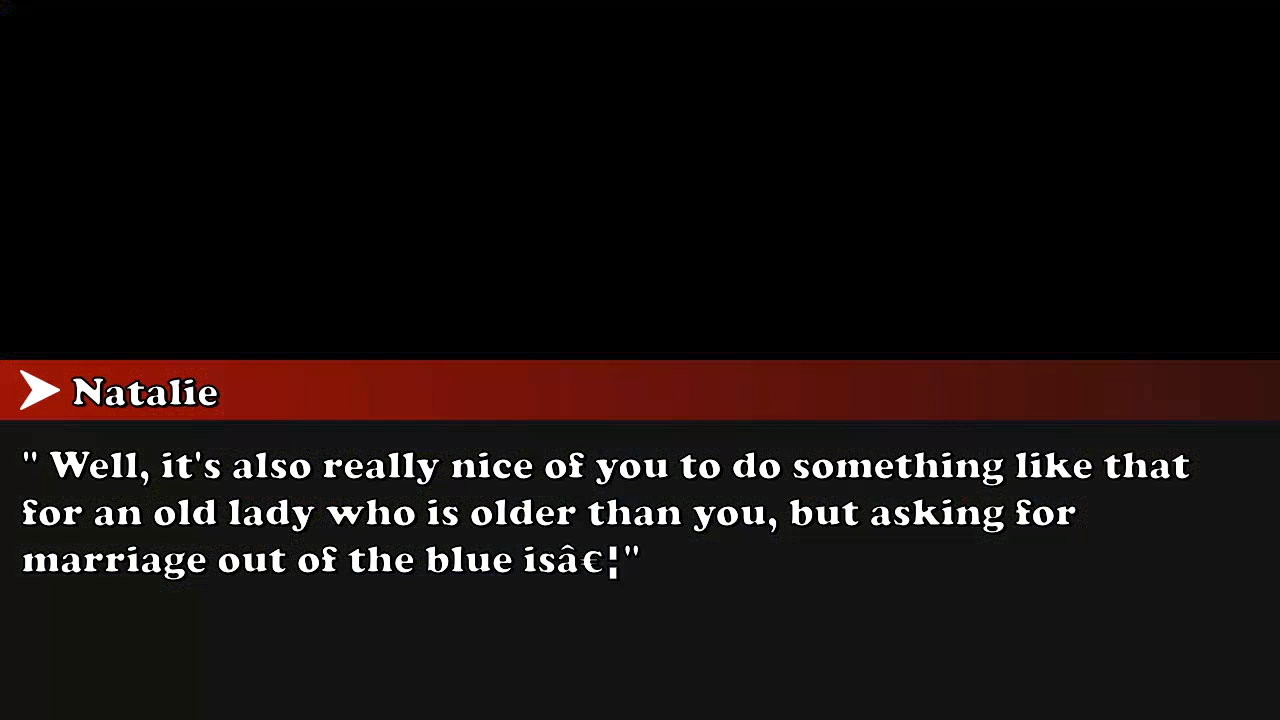 Natalie
" Well, it's also really nice of you to do something like that
for an old lady who is older than you, but asking for
marriage out of the blue isâ€¦"